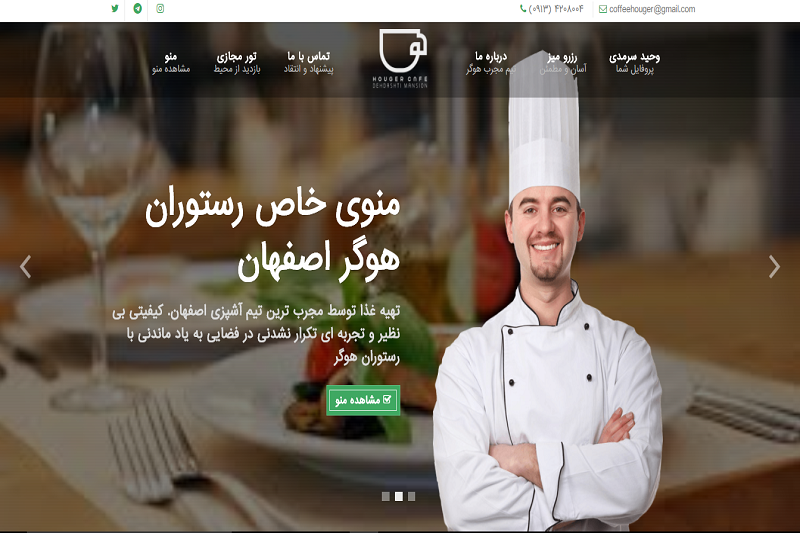 coffeehouger@gmail.com
(۰۹۱۳) ۴۲۰۸۰۰۴
وحید سرمدی
پروفایل شما
رزرو میز
آسان و مطمئن
درباره ما
تیم مجرب هوگر
HOUGER CAFE
DEHDASHTI MANSION
تماس با ما
پیشنهاد و انتقاد
تور مجازی
بازدید از محیط
منو
مشاهده منو
منوی خاص رستوران
هوگر اصفهان
تهیه غذا توسط مجرب ترین تیم آشپزی اصفهان. کیفیتی بی
نظیر و تجربه ای تکرار نشدنی در فضایی به یاد ماندنی با
رستوران هوگر
مشاهده منو